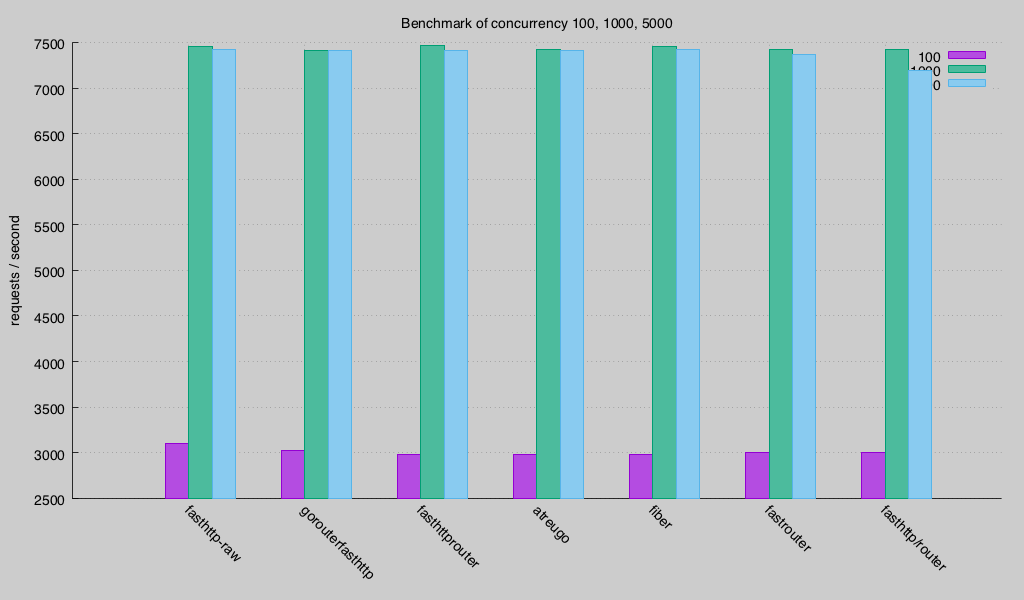 Benchmark of concurrency 100, 1000, 5000
requests / second
7500
7000
6500
6000
5500
5000
4500
4000
3500
3000
2500
100
fasthttp-raw
gorouterfasthttp
fasthttprouter
atreugo
fiber
fastrouter
fasthttp/router